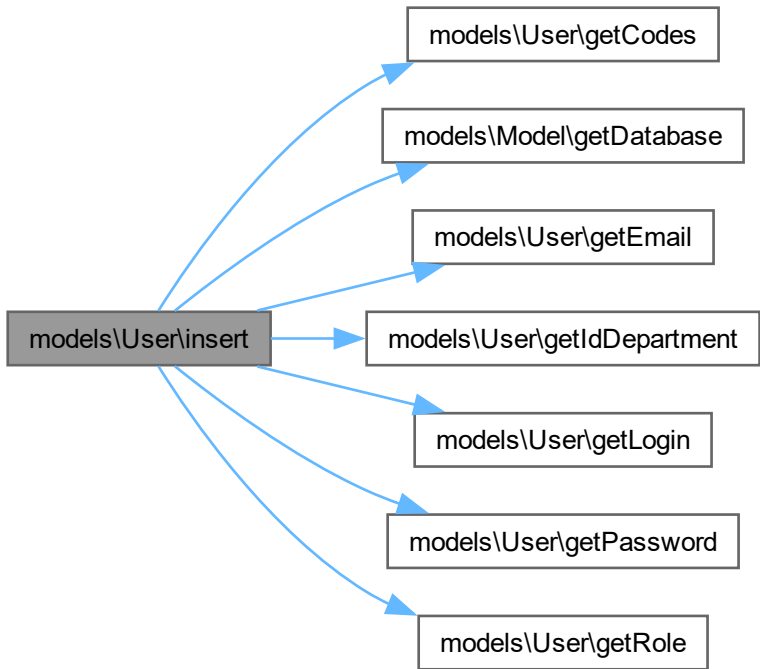 models\User\getCodes
models\Model\getDatabase
models\User\getEmail
models\User\insert
models\User\getIdDepartment
models\User\getLogin
models\User\getPassword
models\User\getRole